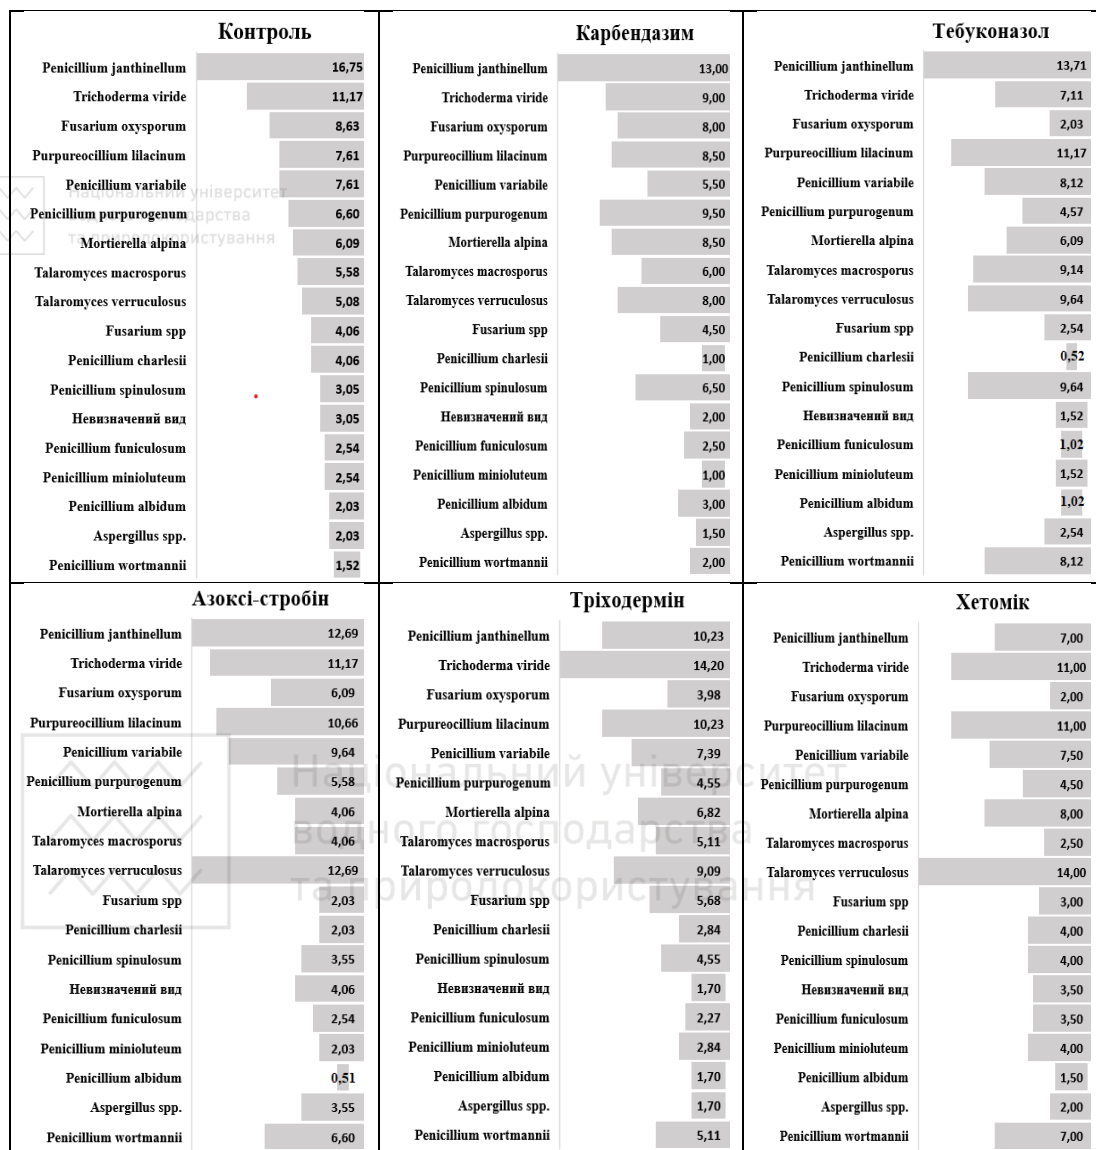 Контроль
Penicillium janthinellum 16,75
Trichoderma viride 11,17
Fusarium oxysporum 8,63
Purpureocillium lilacinum 7,61
Penicillium variabile 7,61
Penicillium purpurogenum 6,60
Mortierella alpina 6,09
Talaromyces macrosporus 5,58
Talaromyces verruculosus 5,08
Fusarium spp 4,06
Penicillium charlesii 4,06
Penicillium spinulosum 3,05
Невизначений вид 3,05
Penicillium funiculosum 2,54
Penicillium minioluteum 2,54
Penicillium albidum 2,03
Aspergillus spp. 2,03
Penicillium wortmannii 1,52
Карбендазим
Penicillium janthinellum 13,00
Trichoderma viride 9,00
Fusarium oxysporum 8,00
Purpureocillium lilacinum 8,50
Penicillium variabile 5,50
Penicillium purpurogenum 9,50
Mortierella alpina 8,50
Talaromyces macrosporus 6,00
Talaromyces verruculosus 8,00
Fusarium spp 4,50
Penicillium charlesii 1,00
Penicillium spinulosum 6,50
Невизначений вид 2,00
Penicillium funiculosum 2,50
Penicillium minioluteum 1,00
Penicillium albidum 3,00
Aspergillus spp. 1,50
Penicillium wortmannii 2,00
Тебуконазол
Penicillium janthinellum 13,71
Trichoderma viride 7,11
Fusarium oxysporum 2,03
Purpureocillium lilacinum 11,17
Penicillium variabile 8,12
Penicillium purpurogenum 4,57
Mortierella alpina 6,09
Talaromyces macrosporus 9,14
Talaromyces verruculosus 9,64
Fusarium spp 2,54
Penicillium charlesii 0,52
Penicillium spinulosum 9,64
Невизначений вид 1,52
Penicillium funiculosum 1,02
Penicillium minioluteum 1,52
Penicillium albidum 1,02
Aspergillus spp. 2,54
Penicillium wortmannii 8,12
Азоксі-стробін
Penicillium janthinellum 12,69
Trichoderma viride 11,17
Fusarium oxysporum 6,09
Purpureocillium lilacinum 10,66
Penicillium variabile 9,64
Penicillium purpurogenum 5,58
Mortierella alpina 4,06
Talaromyces macrosporus 4,06
Talaromyces verruculosus 12,69
Fusarium spp 2,03
Penicillium charlesii 2,03
Penicillium spinulosum 3,55
Невизначений вид 4,06
Penicillium funiculosum 2,54
Penicillium minioluteum 2,03
Penicillium albidum 0,51
Aspergillus spp. 3,55
Penicillium wortmannii 6,60
Тріходермін
Penicillium janthinellum 10,23
Trichoderma viride 14,20
Fusarium oxysporum 3,98
Purpureocillium lilacinum 10,23
Penicillium variabile 7,39
Penicillium purpurogenum 4,55
Mortierella alpina 6,82
Talaromyces macrosporus 5,11
Talaromyces verruculosus 9,09
Fusarium spp 5,68
Penicillium charlesii 2,84
Penicillium spinulosum 4,55
Невизначений вид 1,70
Penicillium funiculosum 2,27
Penicillium minioluteum 2,84
Penicillium albidum 1,70
Aspergillus spp. 1,70
Penicillium wortmannii 5,11
Хетомік
Penicillium janthinellum 7,00
Trichoderma viride 11,00
Fusarium oxysporum 2,00
Purpureocillium lilacinum 11,00
Penicillium variabile 7,50
Penicillium purpurogenum 4,50
Mortierella alpina 8,00
Talaromyces macrosporus 2,50
Talaromyces verruculosus 14,00
Fusarium spp 3,00
Penicillium charlesii 4,00
Penicillium spinulosum 4,00
Невизначений вид 3,50
Penicillium funiculosum 3,50
Penicillium minioluteum 4,00
Penicillium albidum 1,50
Aspergillus spp. 2,00
Penicillium wortmannii 7,00
Національний університет
водного господарства
та природокористування